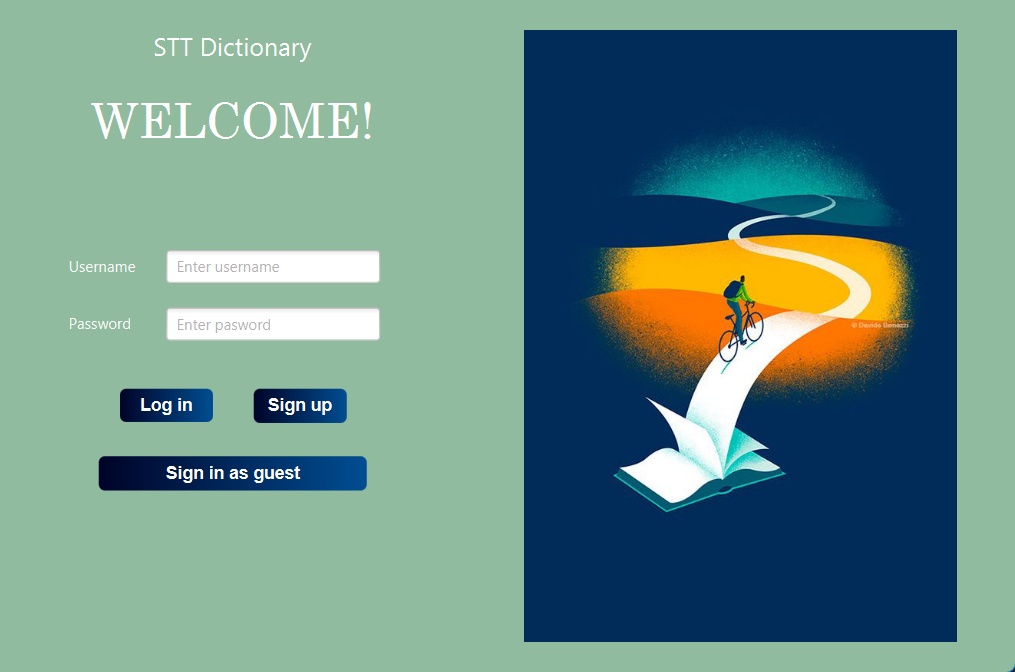 STT Dictionary
WELCOME!
Username
Enter username
Password
Enter pasword
Log in
Sign up
Sign in as guest
© Davide Bonazzi